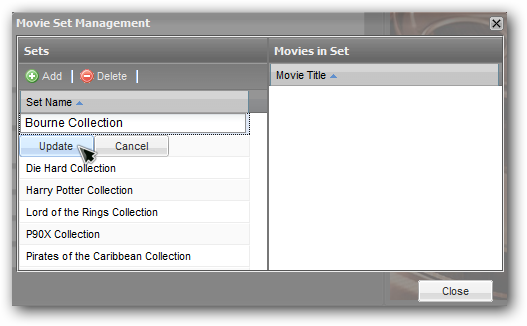 Movie Set Management
Sets
Movies in Set
Add
Delete
Movie Title
Set Name
Bourne Collection
Update
Cancel
Die Hard Collection
Harry Potter Collection
Lord of the Rings Collection
P90X Collection
Pirates of the Caribbean Collection
Close